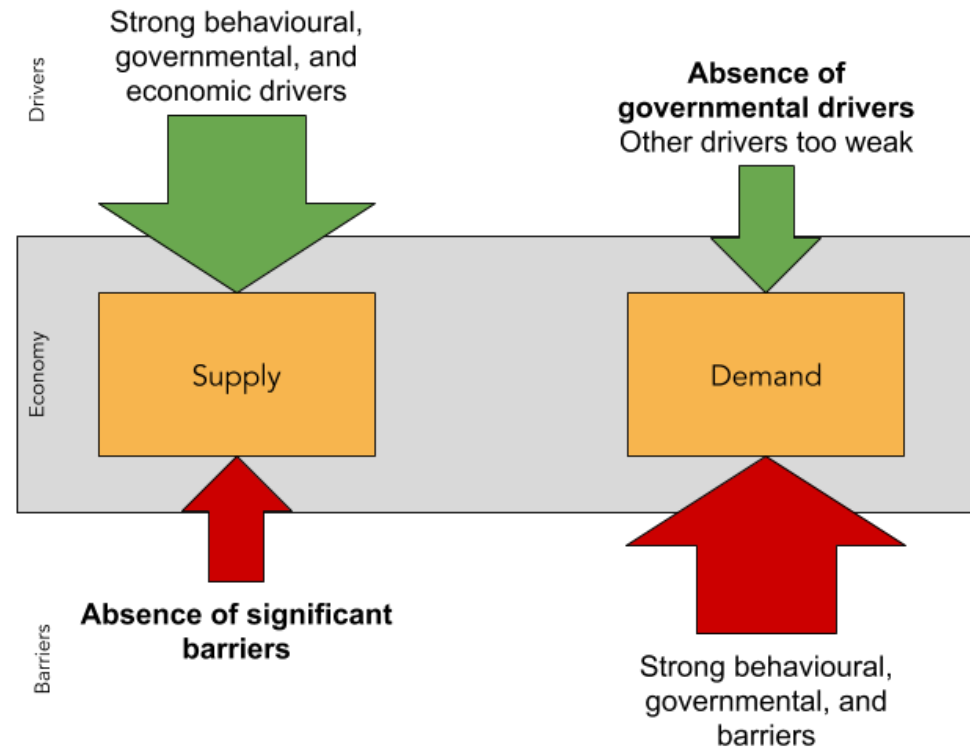 Drivers
Strong behavioural,
governmental, and
economic drivers
Absence of
governmental drivers
Other drivers too weak
Economy
Supply
Demand
Barriers
Absence of significant
barriers
Strong behavioural,
governmental, and
barriers